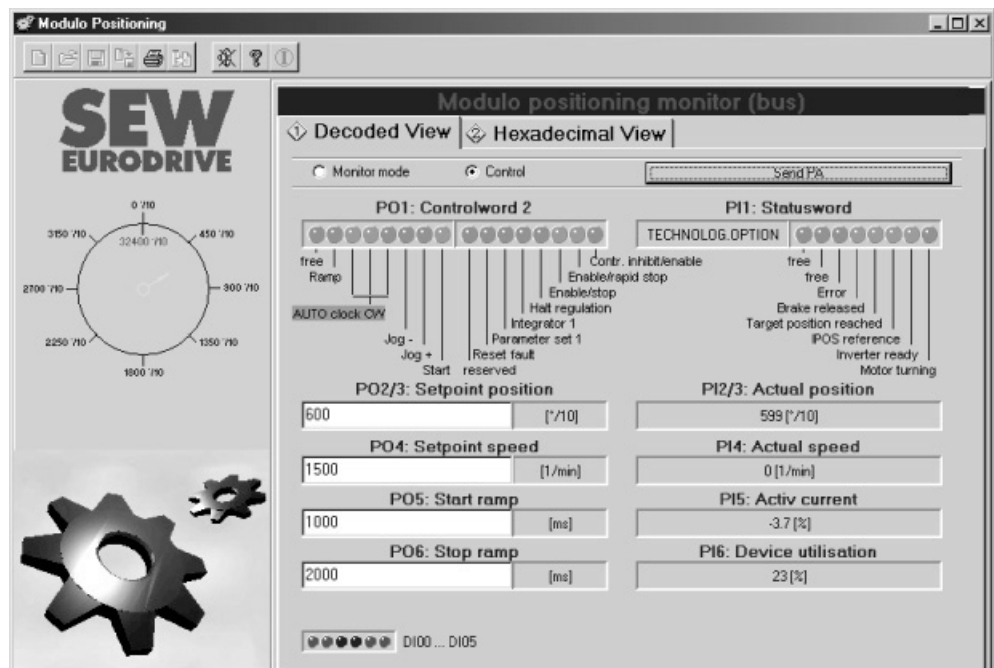 Modulo Positioning
SEW
EURODRIVE
0 °/10
450 °/10
900 °/10
1350 °/10
1800 °/10
2250 °/10
2700 °/10
3150 °/10
32400 °/10
Modulo positioning monitor (bus)
1 Decoded View
2 Hexadecimal View
Monitor mode
Control
Send PA
PO1: Controlword 2
free
Ramp
AUTO clock CW
Jog -
Jog +
Start
reserved
Reset fault
Parameter set 1
Integrator 1
Halt regulation
Enable/stop
Enable/rapid stop
Contr. inhibit/enable
PI1: Statusword
TECHNOLOG.OPTION
free
free
Error
Brake released
Target position reached
IPOS reference
Inverter ready
Motor turning
PO2/3: Setpoint position
600 [°/10]
PI2/3: Actual position
599 [°/10]
PO4: Setpoint speed
1500 [1/min]
PI4: Actual speed
0 [1/min]
PO5: Start ramp
1000 [ms]
PI5: Activ current
-3.7 [%]
PO6: Stop ramp
2000 [ms]
PI6: Device utilisation
23 [%]
DI00 ... DI05